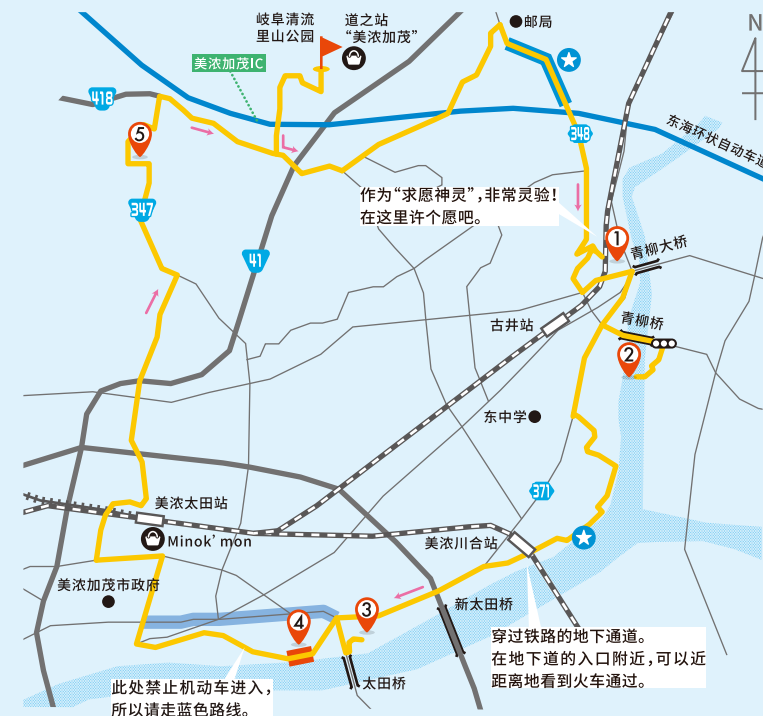 岐阜清流
里山公园
道之站
“美浓加茂”
邮局
N
美浓加茂IC
418
5
348
东海环状自动车道
347
作为“求愿神灵”,非常灵验!
在这里许个愿吧。
1
青柳大桥
41
古井站
青柳桥
2
东中学
371
美浓太田站
Minok’mon
美浓川合站
美浓加茂市政府
新太田桥
4
3
穿过铁路的地下通道。
在地下道的入口附近,可以近
距离地看到火车通过。
太田桥
此处禁止机动车进入,
所以请走蓝色路线。